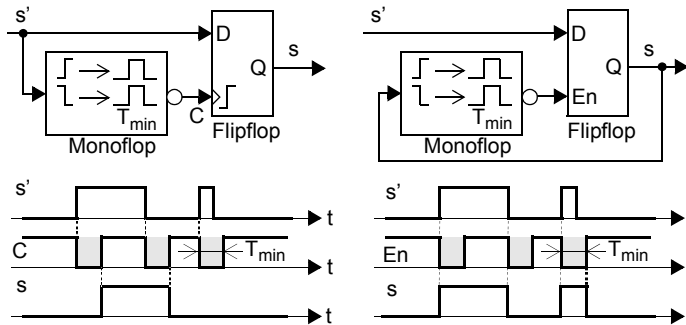 s'
D
Q
s
T_min
C
Monoflop
Flipflop
s'
D
Q
s
T_min
En
Monoflop
Flipflop
s'
t
C
T_min
t
s
t
s'
t
En
T_min
t
s
t